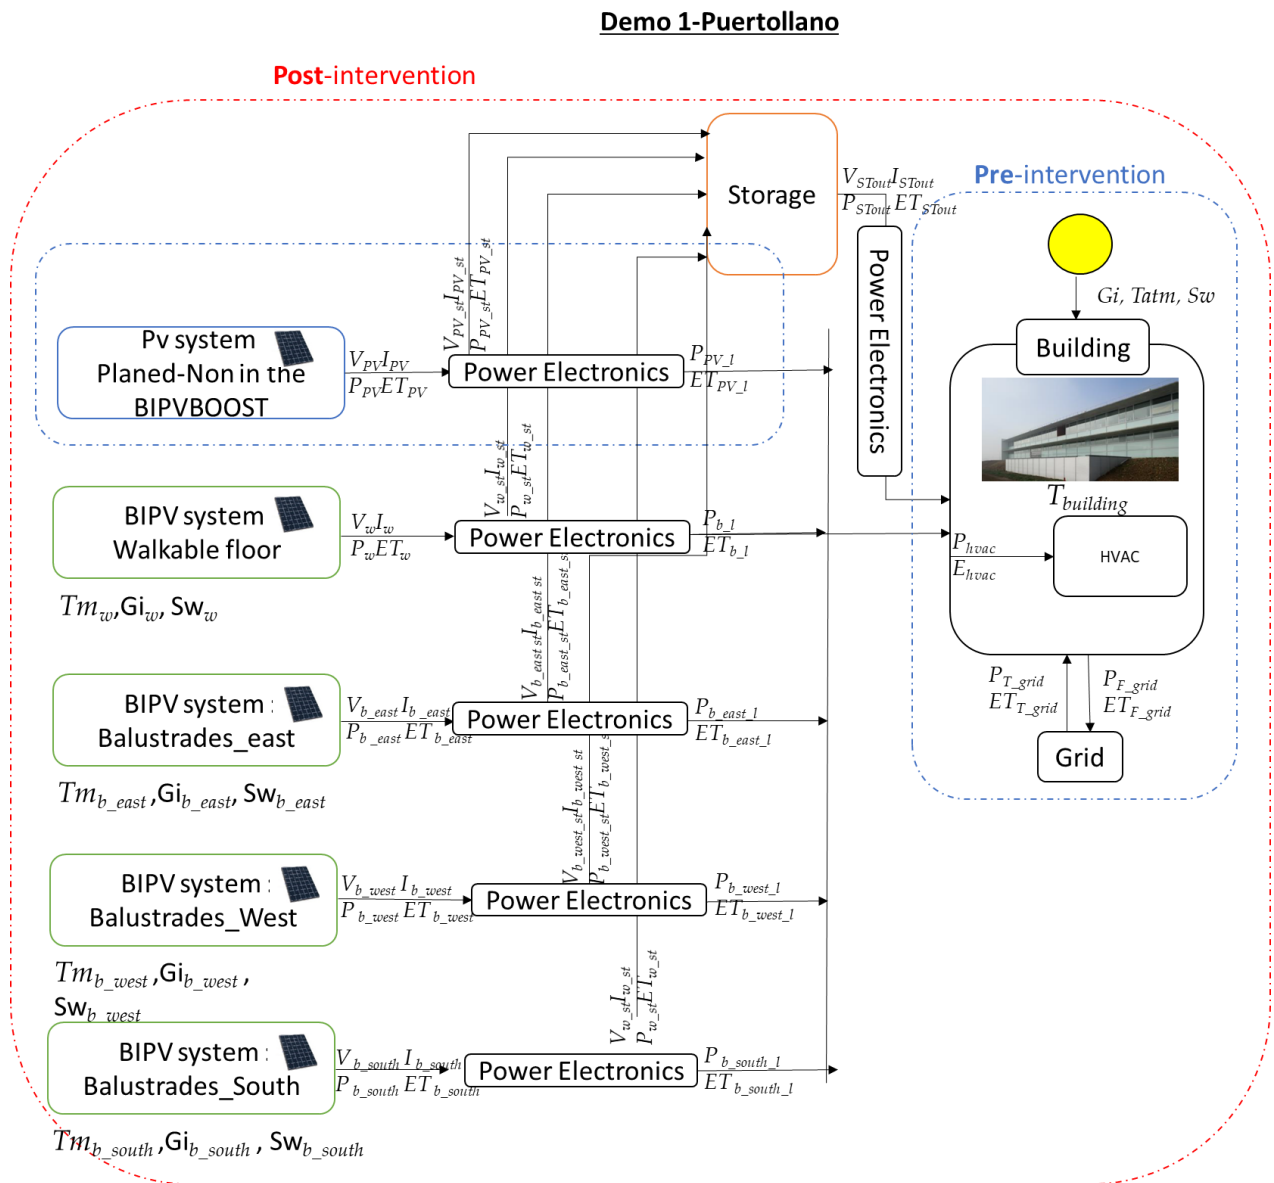 Demo 1-Puertollano
Post-intervention
Storage
V_STout I_STout
P_STout ET_STout
Pre-intervention
Gi, Tatm, Sw
Building
T_building
P_hvac
E_hvac
HVAC
P_T_grid
ET_T_grid
P_F_grid
ET_F_grid
Grid
Power Electronics
Pv system
Planed-Non in the
BIPVBOOST
V_PV I_PV
P_PV ET_PV
V_PV_st I_PV_st
P_PV_st ET_PV_st
Power Electronics
P_PV_l
ET_PV_l
BIPV system
Walkable floor
V_w I_w
P_w ET_w
V_w_st I_w_st
P_w_st ET_w_st
Power Electronics
P_b_l
ET_b_l
Tm_w,Gi_w, Sw_w
BIPV system :
Balustrades_east
V_b_east I_b_east
P_b_east ET_b_east
V_b_east st I_b_east st
P_b_east_st ET_b_east_st
Power Electronics
P_b_east_l
ET_b_east_l
Tm_b_east,Gi_b_east, Sw_b_east
BIPV system :
Balustrades_West
V_b_west I_b_west
P_b_west ET_b_west
V_b_west_st I_b_west st
P_b_west_st ET_b_west_s
Power Electronics
P_b_west_l
ET_b_west_l
Tm_b_west,Gi_b_west ,
Sw_b_west
BIPV system :
Balustrades_South
V_b_south I_b_south
P_b_south ET_b_south
V_w_st I_w_st
P_w_st ET_w_st
Power Electronics
P_b_south_l
ET_b_south_l
Tm_b_south,Gi_b_south , Sw_b_south